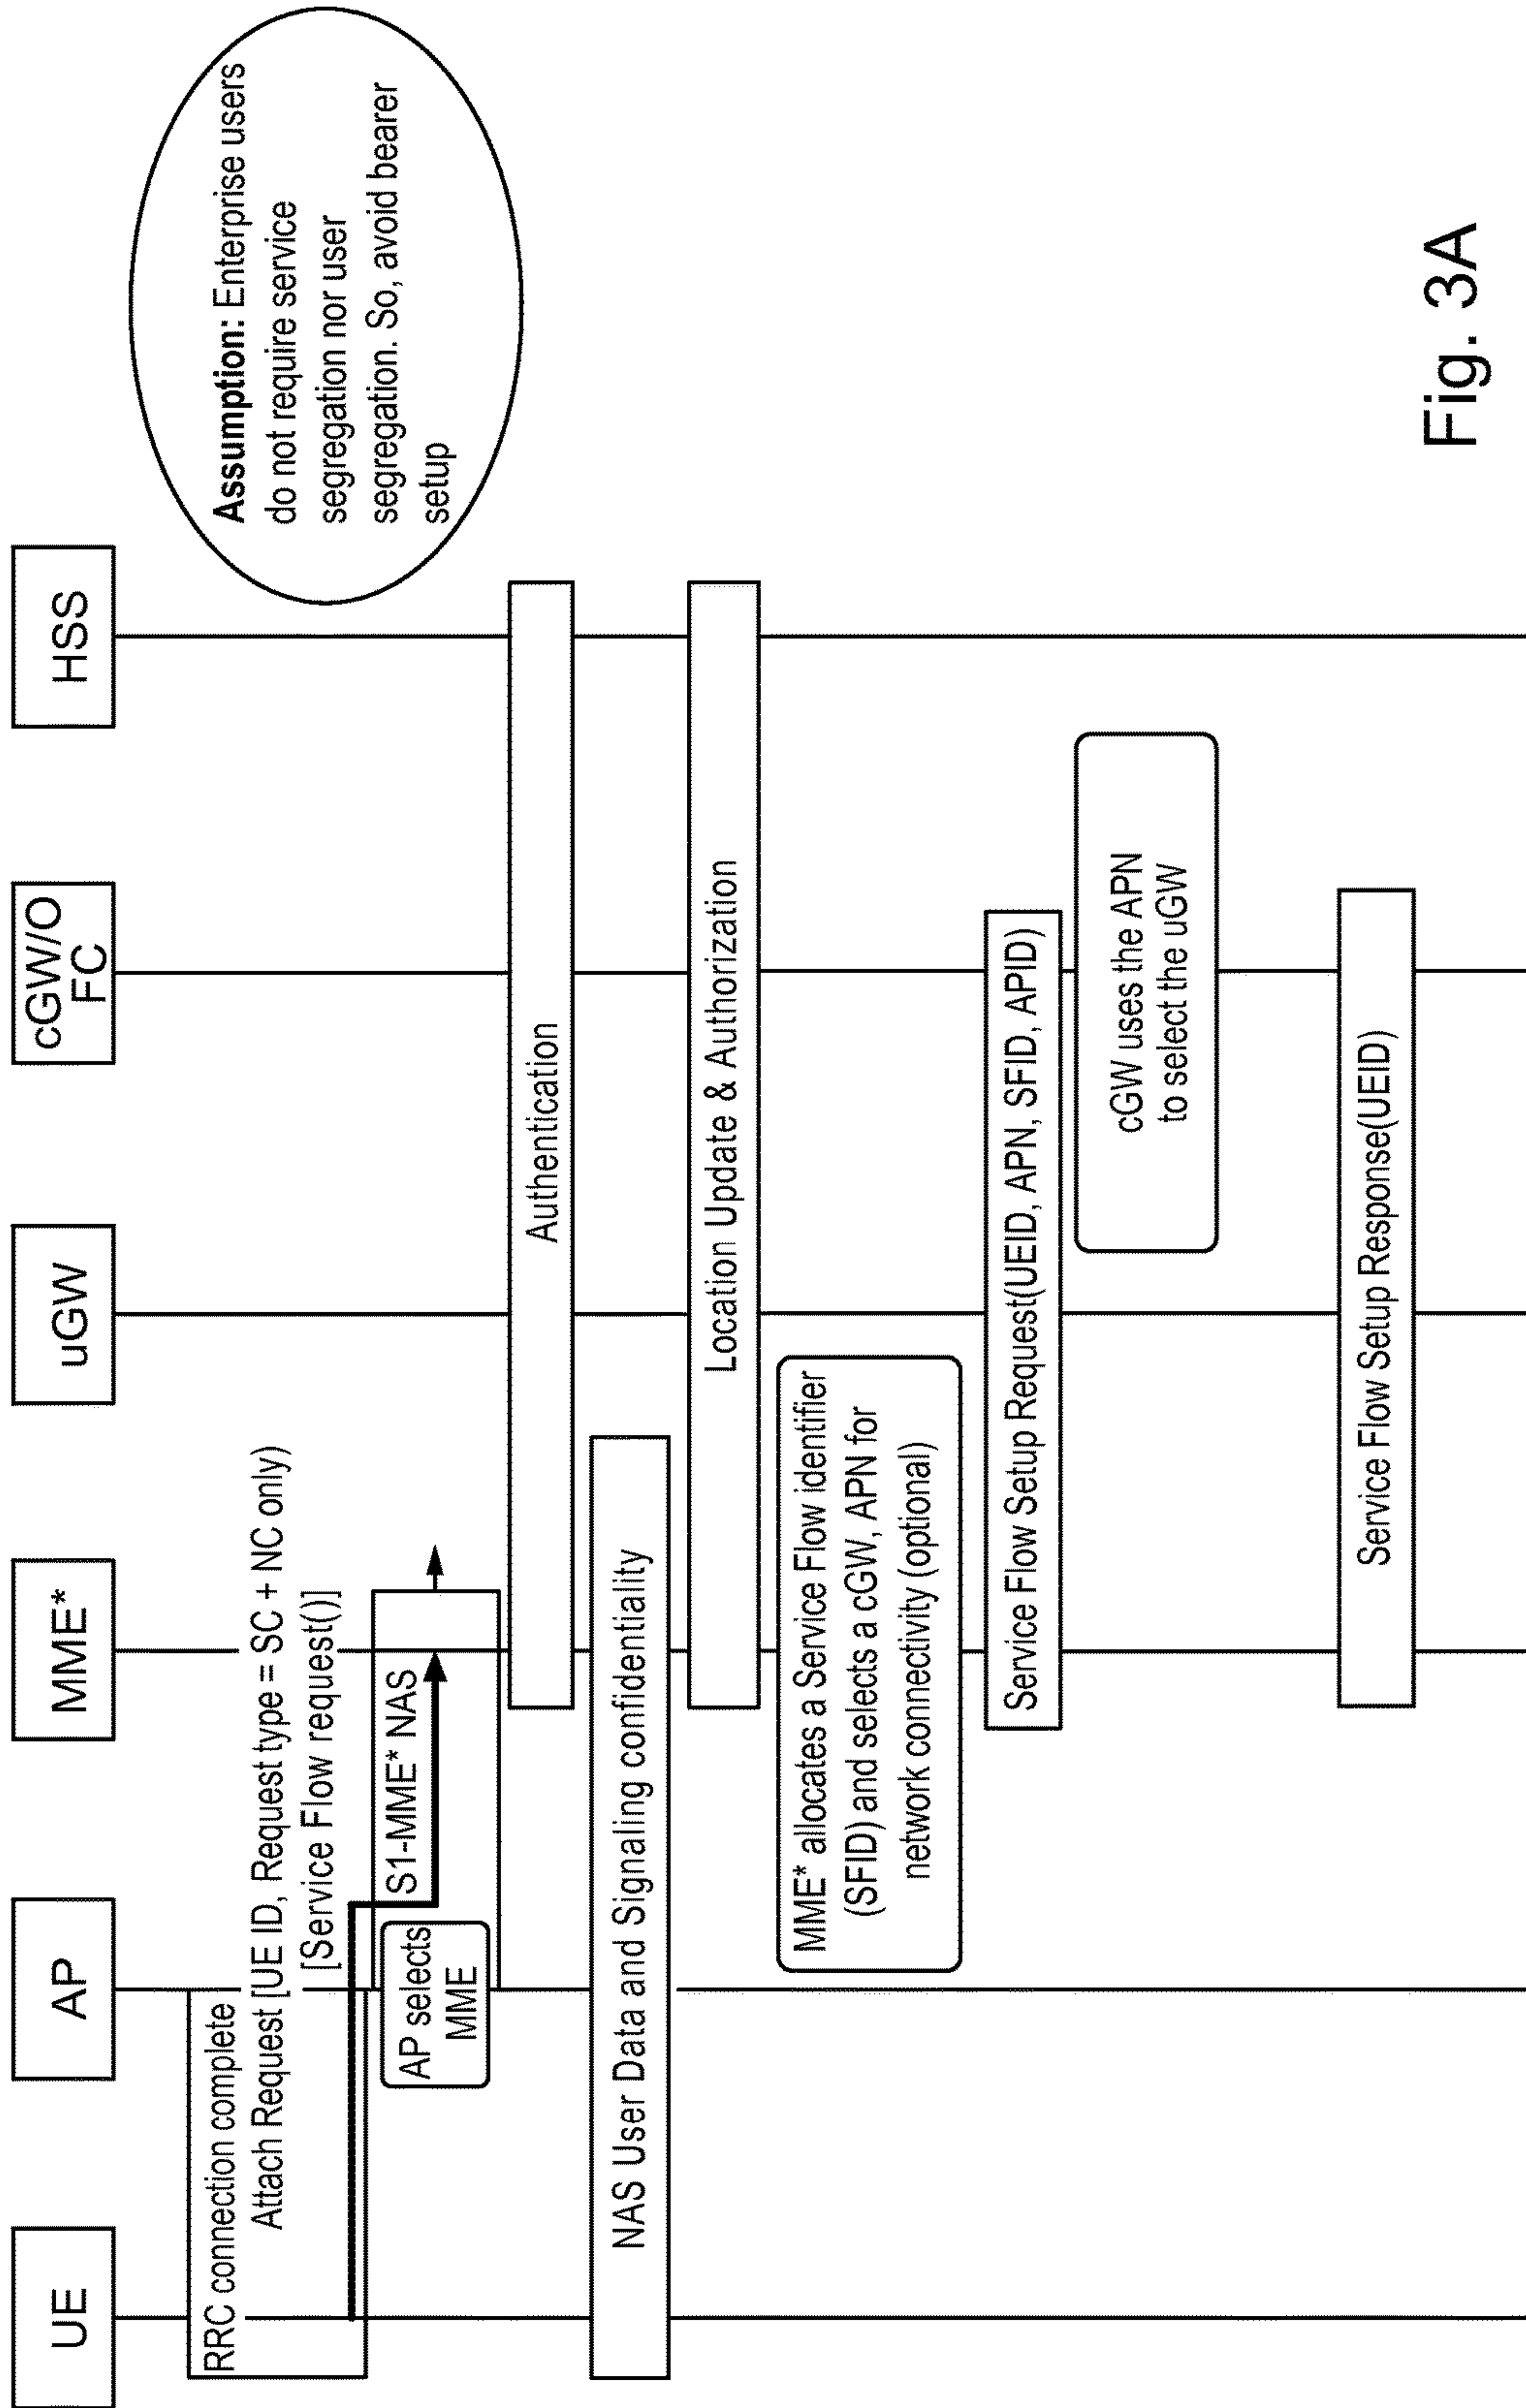 UE
AP
MME*
uGW
cGW/O
FC
HSS
RRC connection complete
Attach Request [UE ID, Request type = SC + NC only)
[Service Flow request()]
AP selects
MME
S1-MME* NAS
Assumption: Enterprise users
do not require service
segregation nor user
segregation. So, avoid bearer
setup
Authentication
NAS User Data and Signaling confidentiality
Location Update & Authorization
MME* allocates a Service Flow identifier
(SFID) and selects a cGW, APN for
network connectivity (optional)
Service Flow Setup Request(UEID, APN, SFID, APID)
cGW uses the APN
to select the uGW
Service Flow Setup Response(UEID)
Fig. 3A